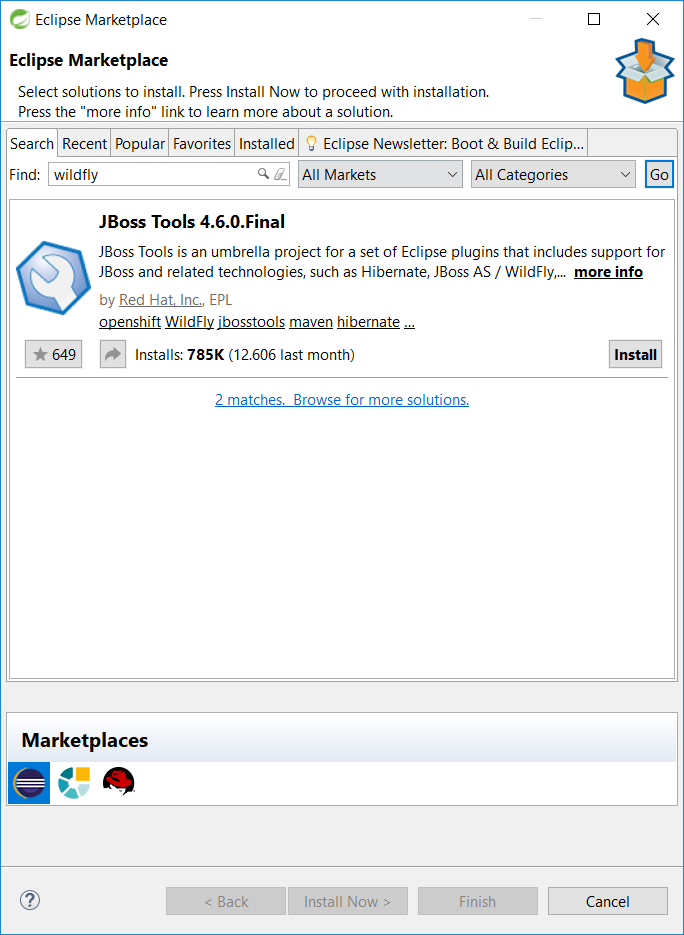 Eclipse Marketplace
Eclipse Marketplace
Select solutions to install. Press Install Now to proceed with installation.
Press the "more info" link to learn more about a solution.
Search Recent Popular Favorites Installed Eclipse Newsletter: Boot & Build Eclip...
Find: wildfly All Markets All Categories Go
JBoss Tools 4.6.0.Final
JBoss Tools is an umbrella project for a set of Eclipse plugins that includes support for
JBoss and related technologies, such as Hibernate, JBoss AS / WildFly,... more info
by Red Hat, Inc., EPL
openshift WildFly jbosstools maven hibernate ...
649 Installs: 785K (12.606 last month) Install
2 matches. Browse for more solutions.
Marketplaces
? < Back Install Now > Finish Cancel